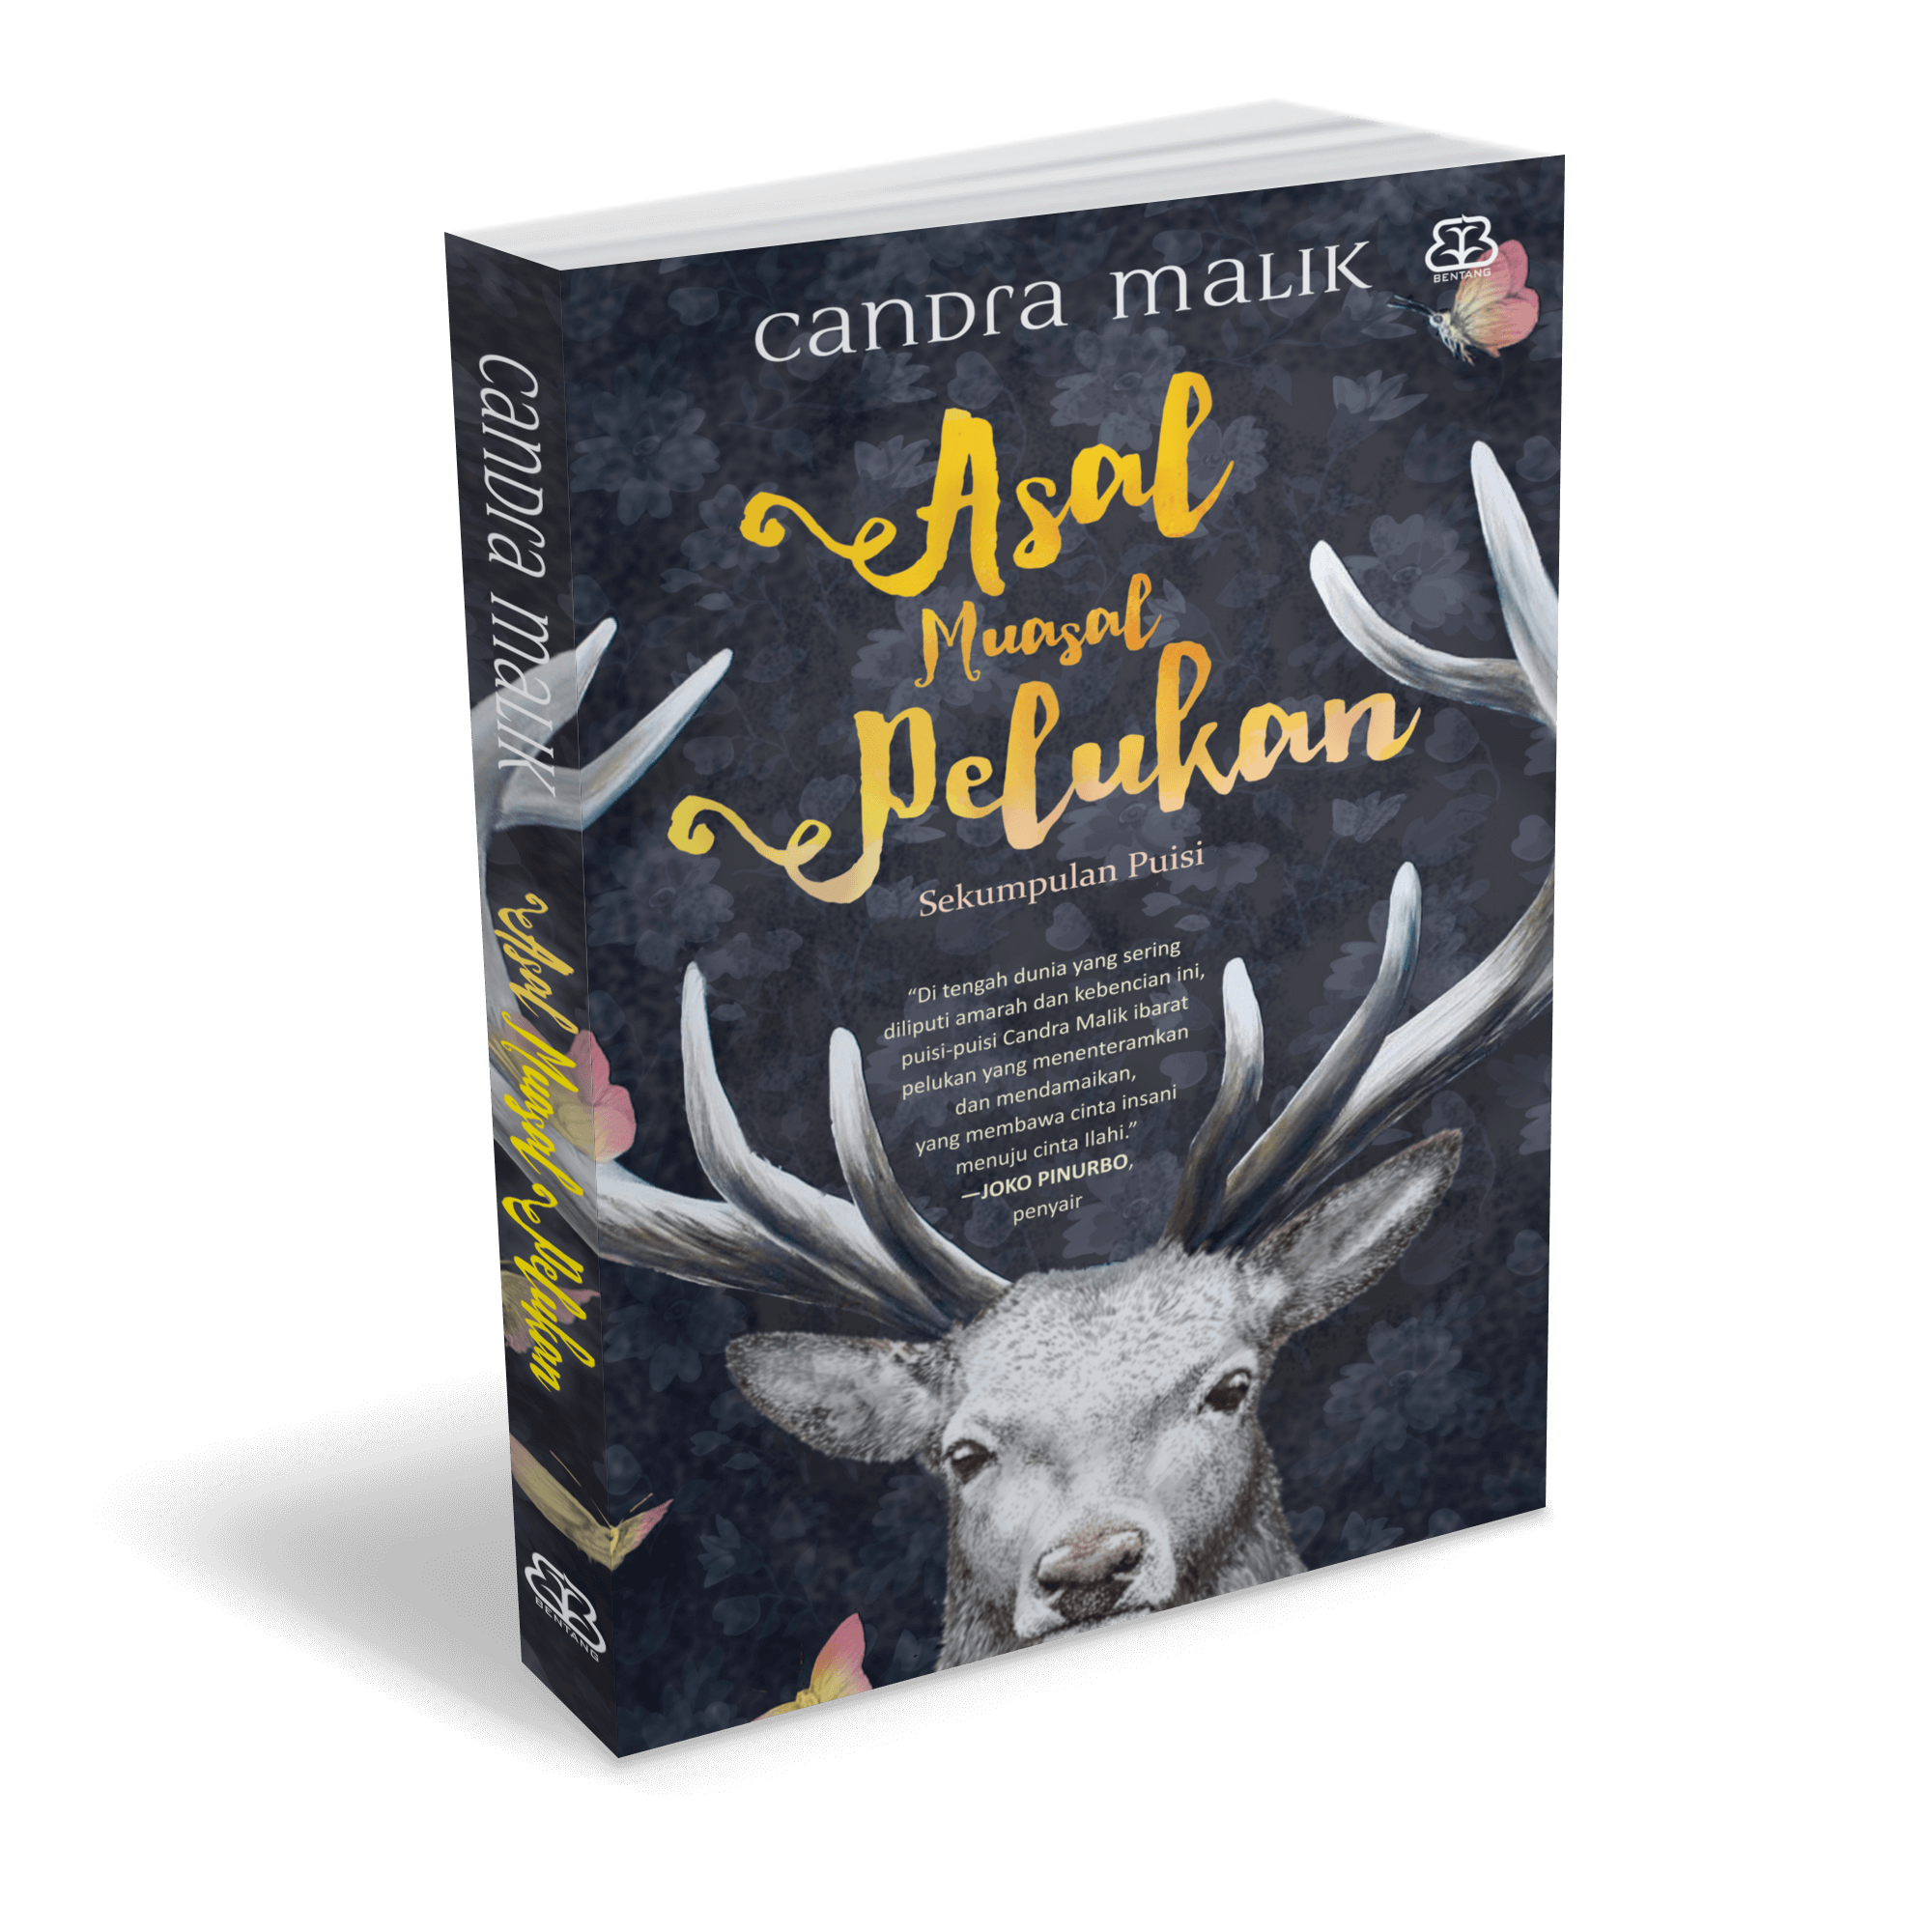 canDra maLIK
BENTANG
Asal
Muasal
Pelukan
Sekumpulan Puisi
“Di tengah dunia yang sering
diliputi amarah dan kebencian ini,
puisi-puisi Candra Malik ibarat
pelukan yang menenteramkan
dan mendamaikan,
yang membawa cinta insani
menuju cinta Ilahi.”
—JOKO PINURBO,
penyair
canDra maLIK
Asal Muasal Pelukan
BENTANG